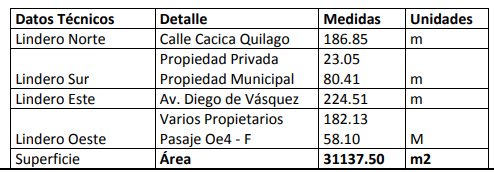 Datos Técnicos Detalle Medidas Unidades
Lindero Norte Calle Cacica Quilago 186.85 m
Propiedad Privada 23.05
Lindero Sur Propiedad Municipal 80.41 m
Lindero Este Av. Diego de Vásquez 224.51 m
Varios Propietarios 182.13
Lindero Oeste Pasaje Oe4 - F 58.10 M
Superficie Área 31137.50 m2